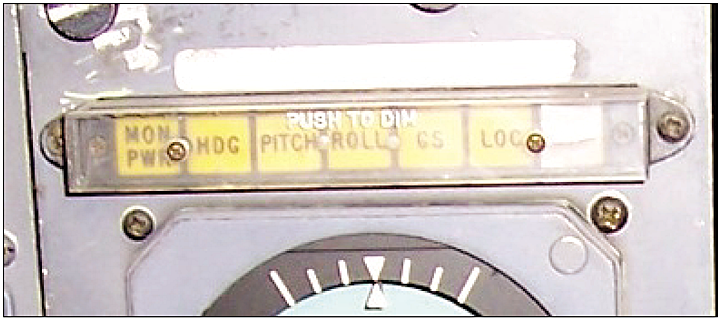 PUSH TO DIM
MON PWR HDG PITCH ROLL GS LOC